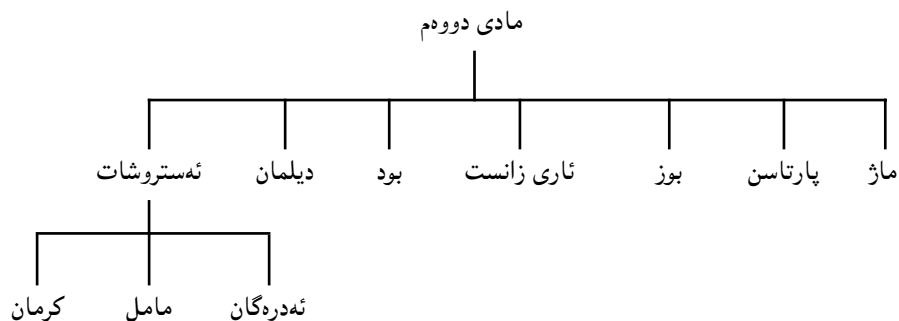 مادی دووەم
ماژ پارتاسن بوز ئاری زانست بود دیلمان ئەستروشات
ئەدرەگان مامل کرمان